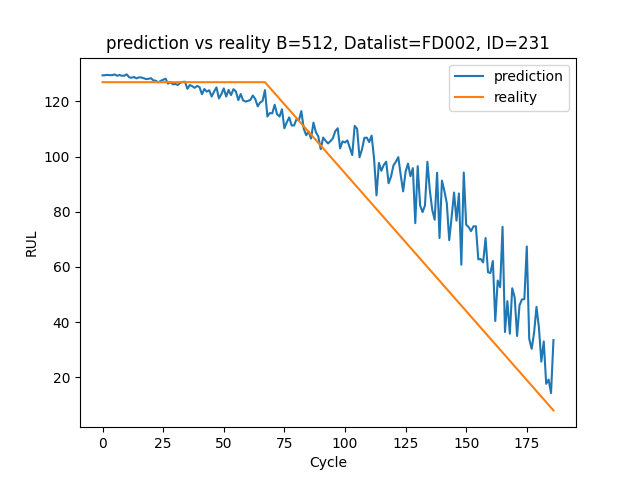 prediction vs reality B=512, Datalist=FD002, ID=231
prediction
reality
RUL
120
100
80
60
40
20
0 25 50 75 100 125 150 175
Cycle